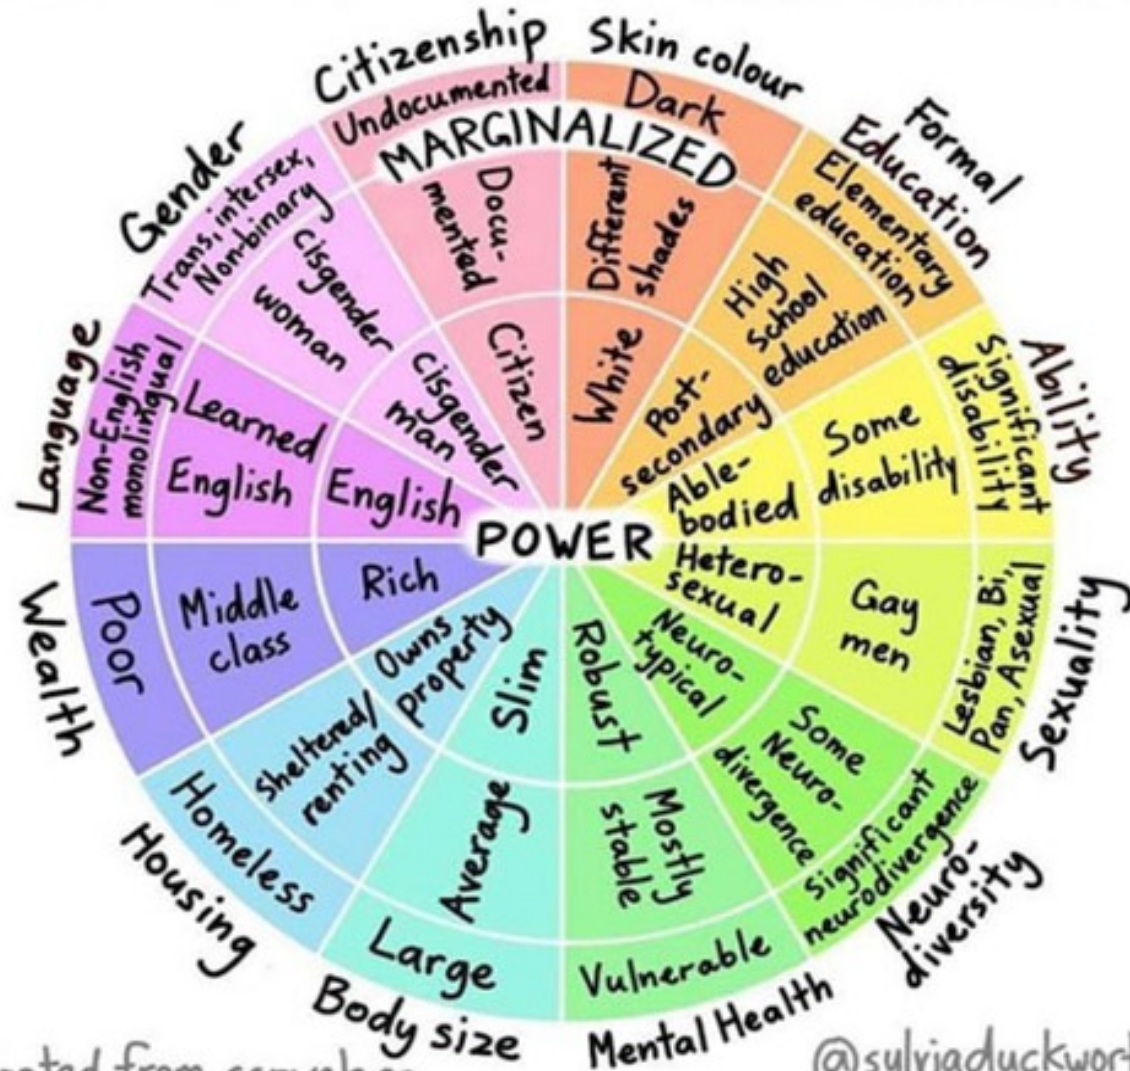 Citizenship
Undocumented
Docu-
mented
Citizen
Skin colour
Dark
Different
shades
White
MARGINALIZED
Formal
Education
Elementary
education
High
School
education
Post-
secondary
Ability
Significant
disability
Some
disability
Able-
bodied
Sexuality
Lesbian, Bi,
Pan, Asexual
Gay
men
Hetero-
sexual
Neuro-
diversity
Significant
neurodivergence
Some
Neuro-
divergence
Neuro-
typical
Mental Health
Vulnerable
Mostly
stable
Robust
Body size
Large
Average
Slim
Housing
Homeless
Sheltered/
renting
Owns
property
Wealth
Poor
Middle
class
Rich
Language
Non-English
monolingual
Learned
English
English
Gender
Trans, intersex,
Non-binary
cisgender
woman
cisgender
man
POWER
from
@sylviaduckwort